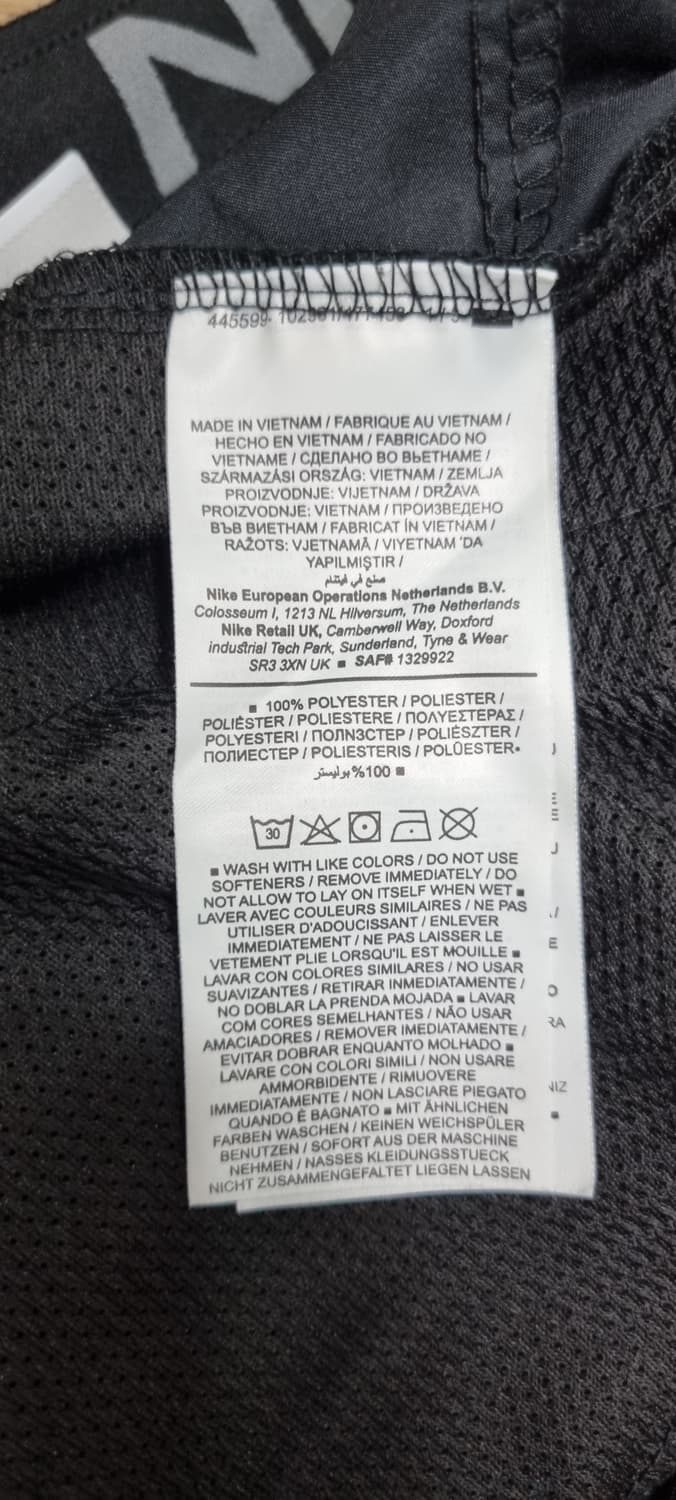 N
445599-
MADE IN VIETNAM / FABRIQUE AU VIETNAM /
HECHO EN VIETNAM / FABRICADO NO
VIETNAME / СДЕЛАНО ВО ВЬЕТНАМЕ /
SZÁRMAZÁSI ORSZÁG: VIETNAM / ZEMLJA
PROIZVODNJE: VIJETNAM / DRŽAVA
PROIZVODNJE: VIETNAM / ПРОИЗВЕДЕНО
ВЪВ ВИЕТНАМ / FABRICAT ÎN VIETNAM /
RAŽOTS: VJETNAMĀ / VIYETNAM 'DA
YAPILMIŞTIR /
صنع في فيتنام
Nike European Operations Netherlands B.V.
Colosseum I, 1213 NL Hilversum, The Netherlands
Nike Retail UK, Camberwell Way, Doxford
industrial Tech Park, Sunderland, Tyne & Wear
SR3 3XN UK ■ SAF# 1329922
■ 100% POLYESTER / POLIESTER /
POLIÉSTER / POLIESTERE / ΠΟΛΥΕΣΤΕΡΑΣ /
POLYESTERI / ПОЛNЭСТЕР / POLIÉSZTER /
ПОЛИЕСТЕР / POLIESTERIS / POLÜESTER▪
■ 100% بوليستر
30
■ WASH WITH LIKE COLORS / DO NOT USE
SOFTENERS / REMOVE IMMEDIATELY / DO
NOT ALLOW TO LAY ON ITSELF WHEN WET ■
LAVER AVEC COULEURS SIMILAIRES / NE PAS
UTILISER D'ADOUCISSANT / ENLEVER
IMMEDIATEMENT / NE PAS LAISSER LE
VETEMENT PLIE LORSQU'IL EST MOUILLE ■
LAVAR CON COLORES SIMILARES / NO USAR
SUAVIZANTES / RETIRAR INMEDIATAMENTE /
NO DOBLAR LA PRENDA MOJADA ■ LAVAR
COM CORES SEMELHANTES / NÃO USAR
AMACIADORES / REMOVER IMEDIATAMENTE /
EVITAR DOBRAR ENQUANTO MOLHADO ■
LAVARE CON COLORI SIMILI / NON USARE
AMMORBIDENTE / RIMUOVERE
IMMEDIATAMENTE / NON LASCIARE PIEGATO
QUANDO È BAGNATO ■ MIT ÄHNLICHEN
FARBEN WASCHEN / KEINEN WEICHSPÜLER
BENUTZEN / SOFORT AUS DER MASCHINE
NEHMEN / NASSES KLEIDUNGSSTUECK
NICHT ZUSAMMENGEFALTET LIEGEN LASSEN